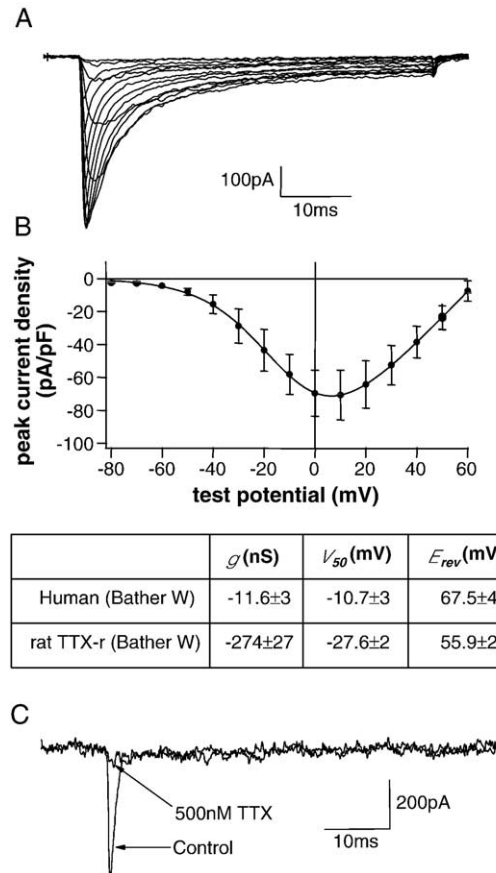 A
100pA
10ms
B
peak current density
(pA/pF)
0
-20
-40
-60
-80
-100
-80 -60 -40 -20 0 20 40 60
test potential (mV)
g (nS) V50 (mV) Erev (mV
Human (Bather W) -11.6±3 -10.7±3 67.5±4
rat TTX-r (Bather W) -274±27 -27.6±2 55.9±2
C
500nM TTX
Control
200pA
10ms